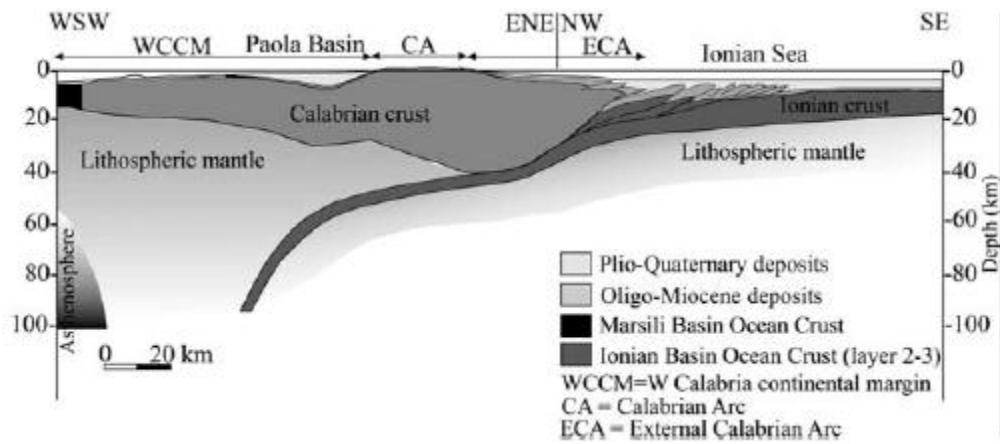 WSW ENE NW SE
WCCM Paola Basin CA ECA Ionian Sea
0 0
Calabrian crust Ionian crust
20 20
Lithospheric mantle Lithospheric mantle
40 -40
60 -60
80 -80
100 -100
Asthenosphere
Depth (km)
0 20 km
Plio-Quaternary deposits
Oligo-Miocene deposits
Marsili Basin Ocean Crust
Ionian Basin Ocean Crust (layer 2-3)
WCCM=W Calabria continental margin
CA = Calabrian Arc
ECA = External Calabrian Arc